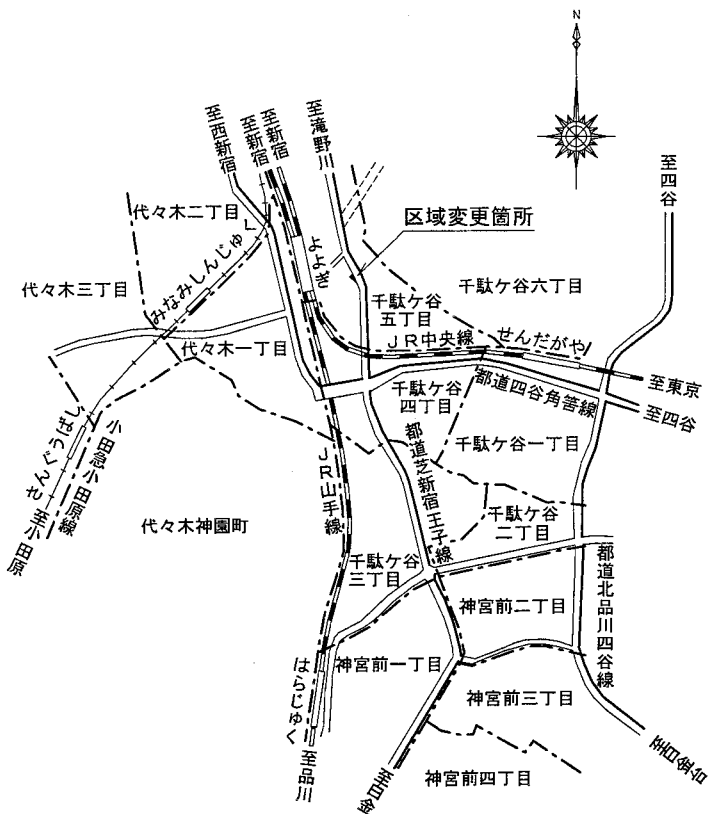 N
至西新宿
至新宿
至新宿
至滝野川
至四谷
代々木二丁目
区域変更箇所
みなみしんじゅく
よよぎ
代々木三丁目
千駄ケ谷六丁目
千駄ケ谷
五丁目
せんだがや
JR中央線
代々木一丁目
至東京
千駄ケ谷
四丁目
都道四谷角筈線
至四谷
さんぐうばし
小田急小田原線
至小田原
JR山手線
都道芝新宿王子線
千駄ケ谷一丁目
代々木神園町
千駄ケ谷
二丁目
千駄ケ谷
三丁目
都道北品川四谷線
神宮前二丁目
はらじゅく
神宮前一丁目
神宮前三丁目
至品川
至白金
神宮前四丁目
至白金台